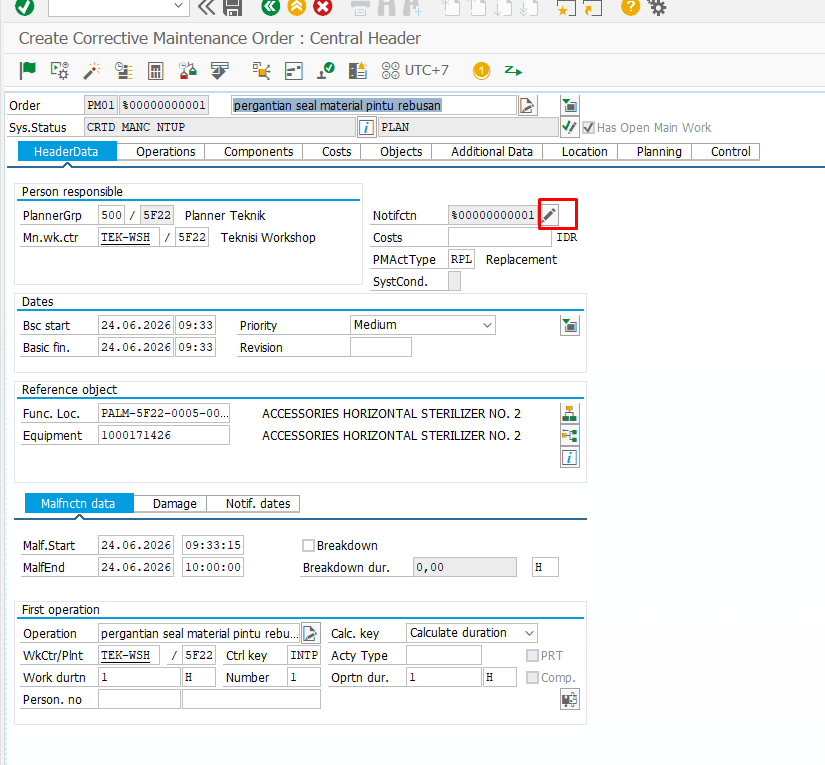 UTC+7
Create Corrective Maintenance Order : Central Header
Order PM01 %00000000001 pergantian seal material pintu rebusan
Sys.Status CRTD MANC NTUP PLAN Has Open Main Work
HeaderData Operations Components Costs Objects Additional Data Location Planning Control
Person responsible
PlannerGrp 500 / 5F22 Planner Teknik
Mn.wk.ctr TEK-WSH / 5F22 Teknisi Workshop
Notifctn %00000000001
Costs IDR
PMActType RPL Replacement
SystCond.
Dates
Bsc start 24.06.2026 09:33 Priority Medium
Basic fin. 24.06.2026 09:33 Revision
Reference object
Func. Loc. PALM-5F22-0005-00... ACCESSORIES HORIZONTAL STERILIZER NO. 2
Equipment 1000171426 ACCESSORIES HORIZONTAL STERILIZER NO. 2
Malfnctn data Damage Notif. dates
Malf.Start 24.06.2026 09:33:15 Breakdown
MalfEnd 24.06.2026 10:00:00 Breakdown dur. 0,00 H
First operation
Operation pergantian seal material pintu rebu... Calc. key Calculate duration
WkCtr/Plnt TEK-WSH / 5F22 Ctrl key INTP Acty Type PRT
Work durtn 1 H Number 1 Oprtn dur. 1 H Comp.
Person. no